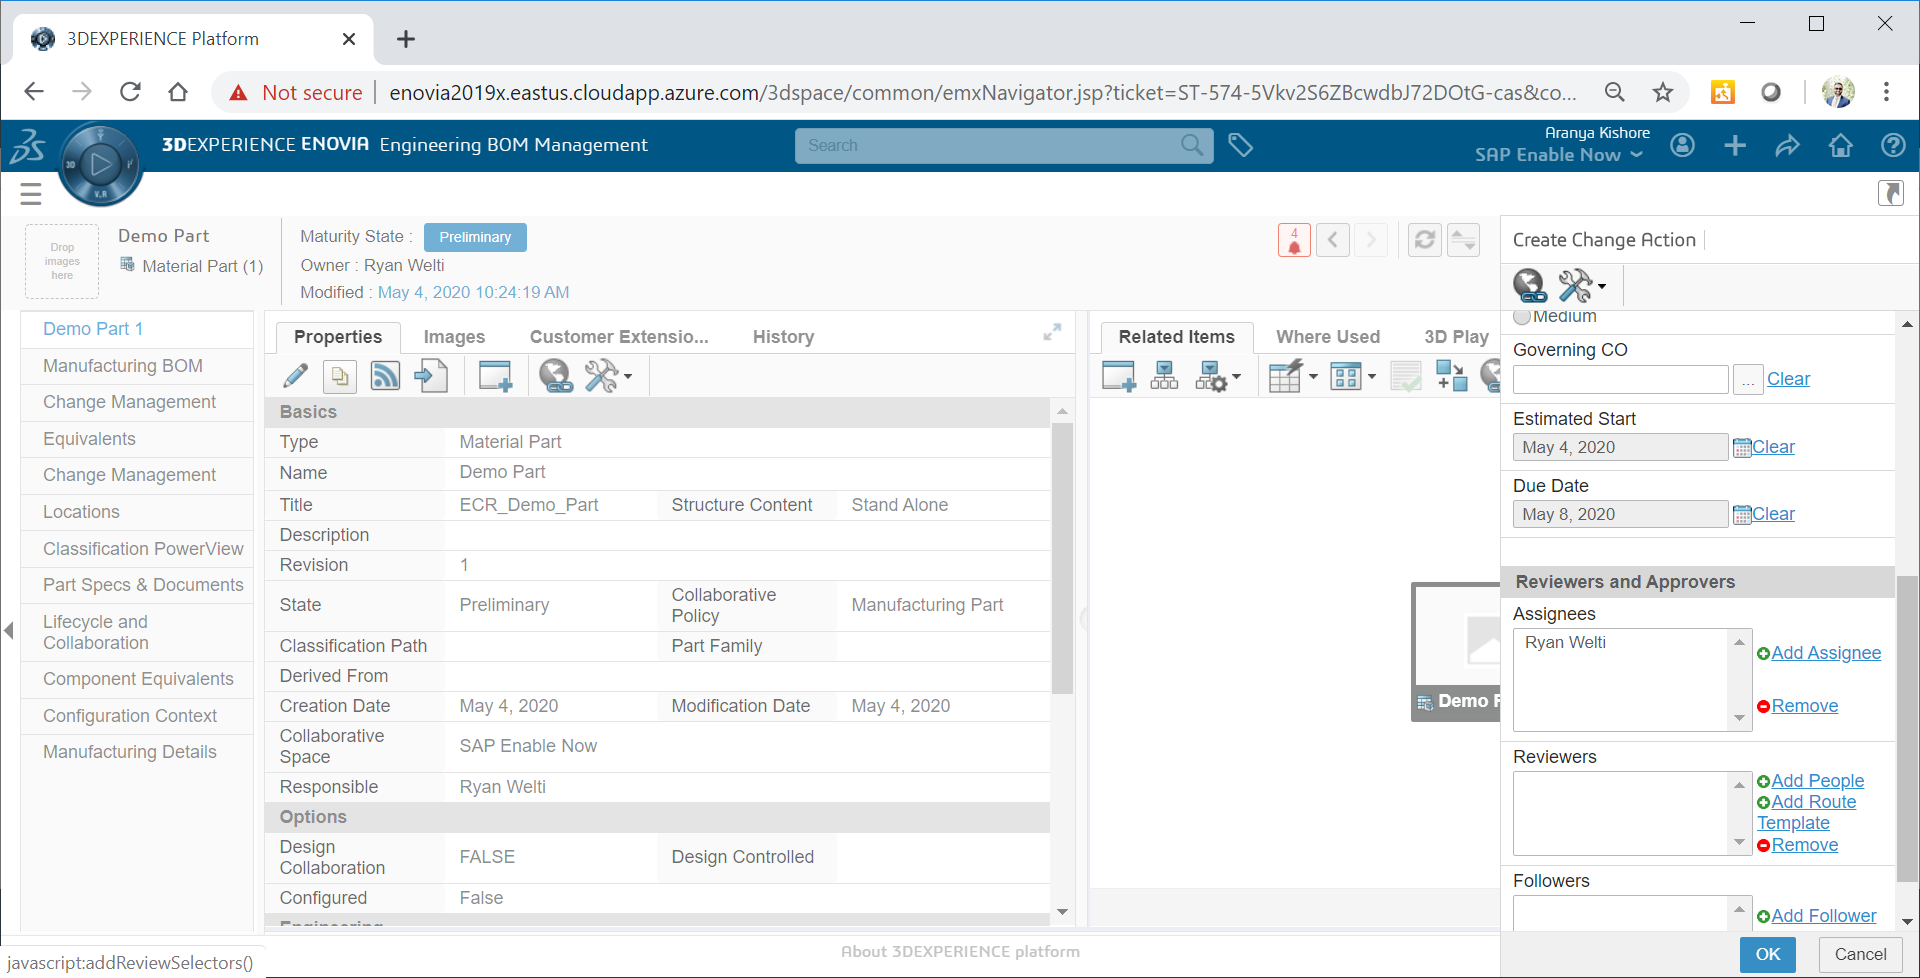 3DEXPERIENCE Platform
Not secure
enovia2019x.eastus.cloudapp.azure.com/3dspace/common/emxNavigator.jsp?ticket=ST-574-5Vkv2S6ZBcwdbJ72DOtG-cas&co...
3D
V.R
3DEXPERIENCE ENOVIA Engineering BOM Management
Search
Aranya Kishore
SAP Enable Now
Drop
images
here
Demo Part
Material Part (1)
Maturity State : Preliminary
Owner : Ryan Welti
Modified : May 4, 2020 10:24:19 AM
4
Demo Part 1
Manufacturing BOM
Change Management
Equivalents
Change Management
Locations
Classification PowerView
Part Specs & Documents
Lifecycle and
Collaboration
Component Equivalents
Configuration Context
Manufacturing Details
Properties Images Customer Extensio... History
Basics
Type Material Part
Name Demo Part
Title ECR_Demo_Part Structure Content Stand Alone
Description
Revision 1
State Preliminary Collaborative
Policy Manufacturing Part
Classification Path Part Family
Derived From
Creation Date May 4, 2020 Modification Date May 4, 2020
Collaborative
Space SAP Enable Now
Responsible Ryan Welti
Options
Design
Collaboration FALSE Design Controlled
Configured False
Engineering
Related Items Where Used 3D Play
Demo P
Create Change Action
Medium
Governing CO
... Clear
Estimated Start
May 4, 2020 Clear
Due Date
May 8, 2020 Clear
Reviewers and Approvers
Assignees
Ryan Welti
Add Assignee
Remove
Reviewers
Add People
Add Route
Template
Remove
Followers
Add Follower
OK Cancel
About 3DEXPERIENCE platform
javascript:addReviewSelectors()